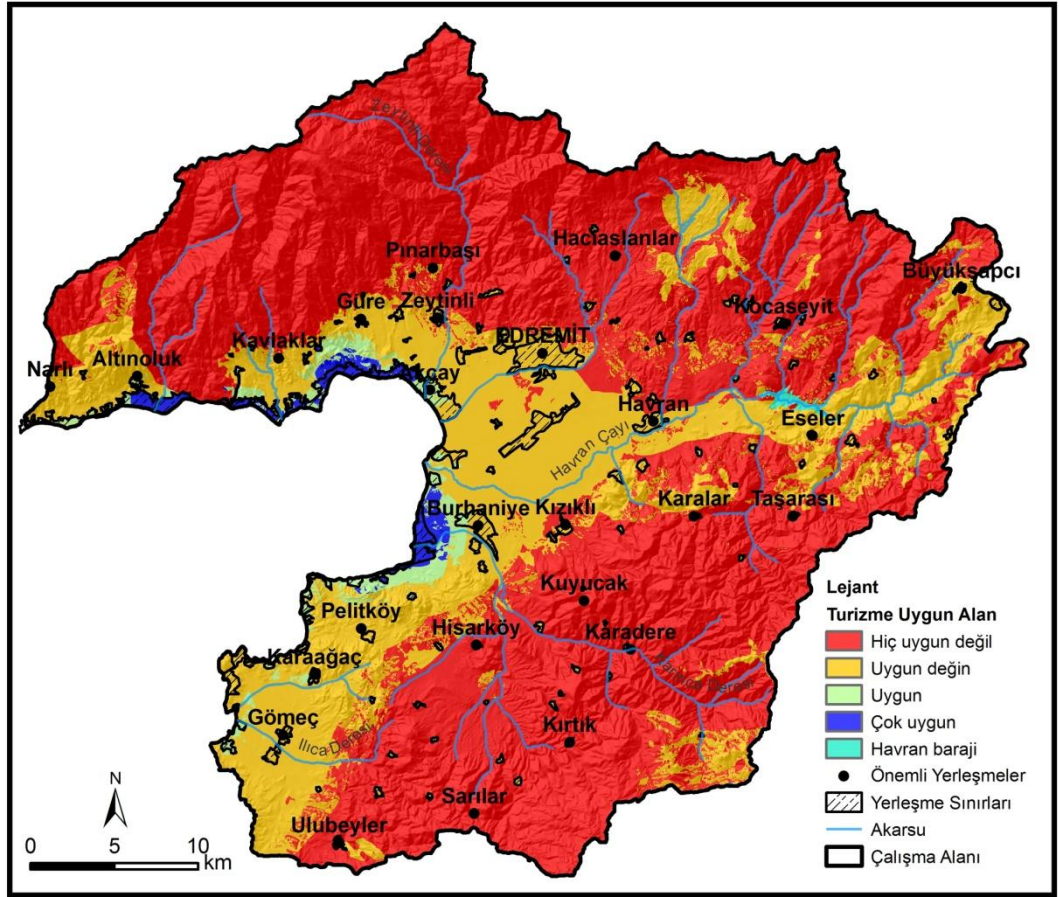 Zeytinli Deresi
Hacıaslanlar
Pınarbaşı
Büyükşapcı
Güre
Zeytinli
Kocaseyit
EDREMİT
Kavlaklar
Narlı
Altınoluk
Akçay
Havran
Eseler
Havran Çayı
Karalar
Taşarası
Burhaniye
Kızıklı
Kuyucak
Pelitköy
Hisarköy
Karadere
Karaağaç
Gömeç
Ilıca Deresi
Kırtık
Sarılar
Ulubeyler
Lejant
Turizme Uygun Alan
Hiç uygun değil
Uygun değin
Uygun
Çok uygun
Havran baraji
Önemli Yerleşmeler
Yerleşme Sınırları
Akarsu
Çalışma Alanı
N
0 5 10
km